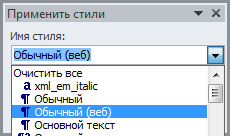 Применить стили
Имя стиля:
Обычный (веб)
Очистить все
a xml_em_italic
¶ Обычный
¶ Обычный (веб)
¶ Основной текст